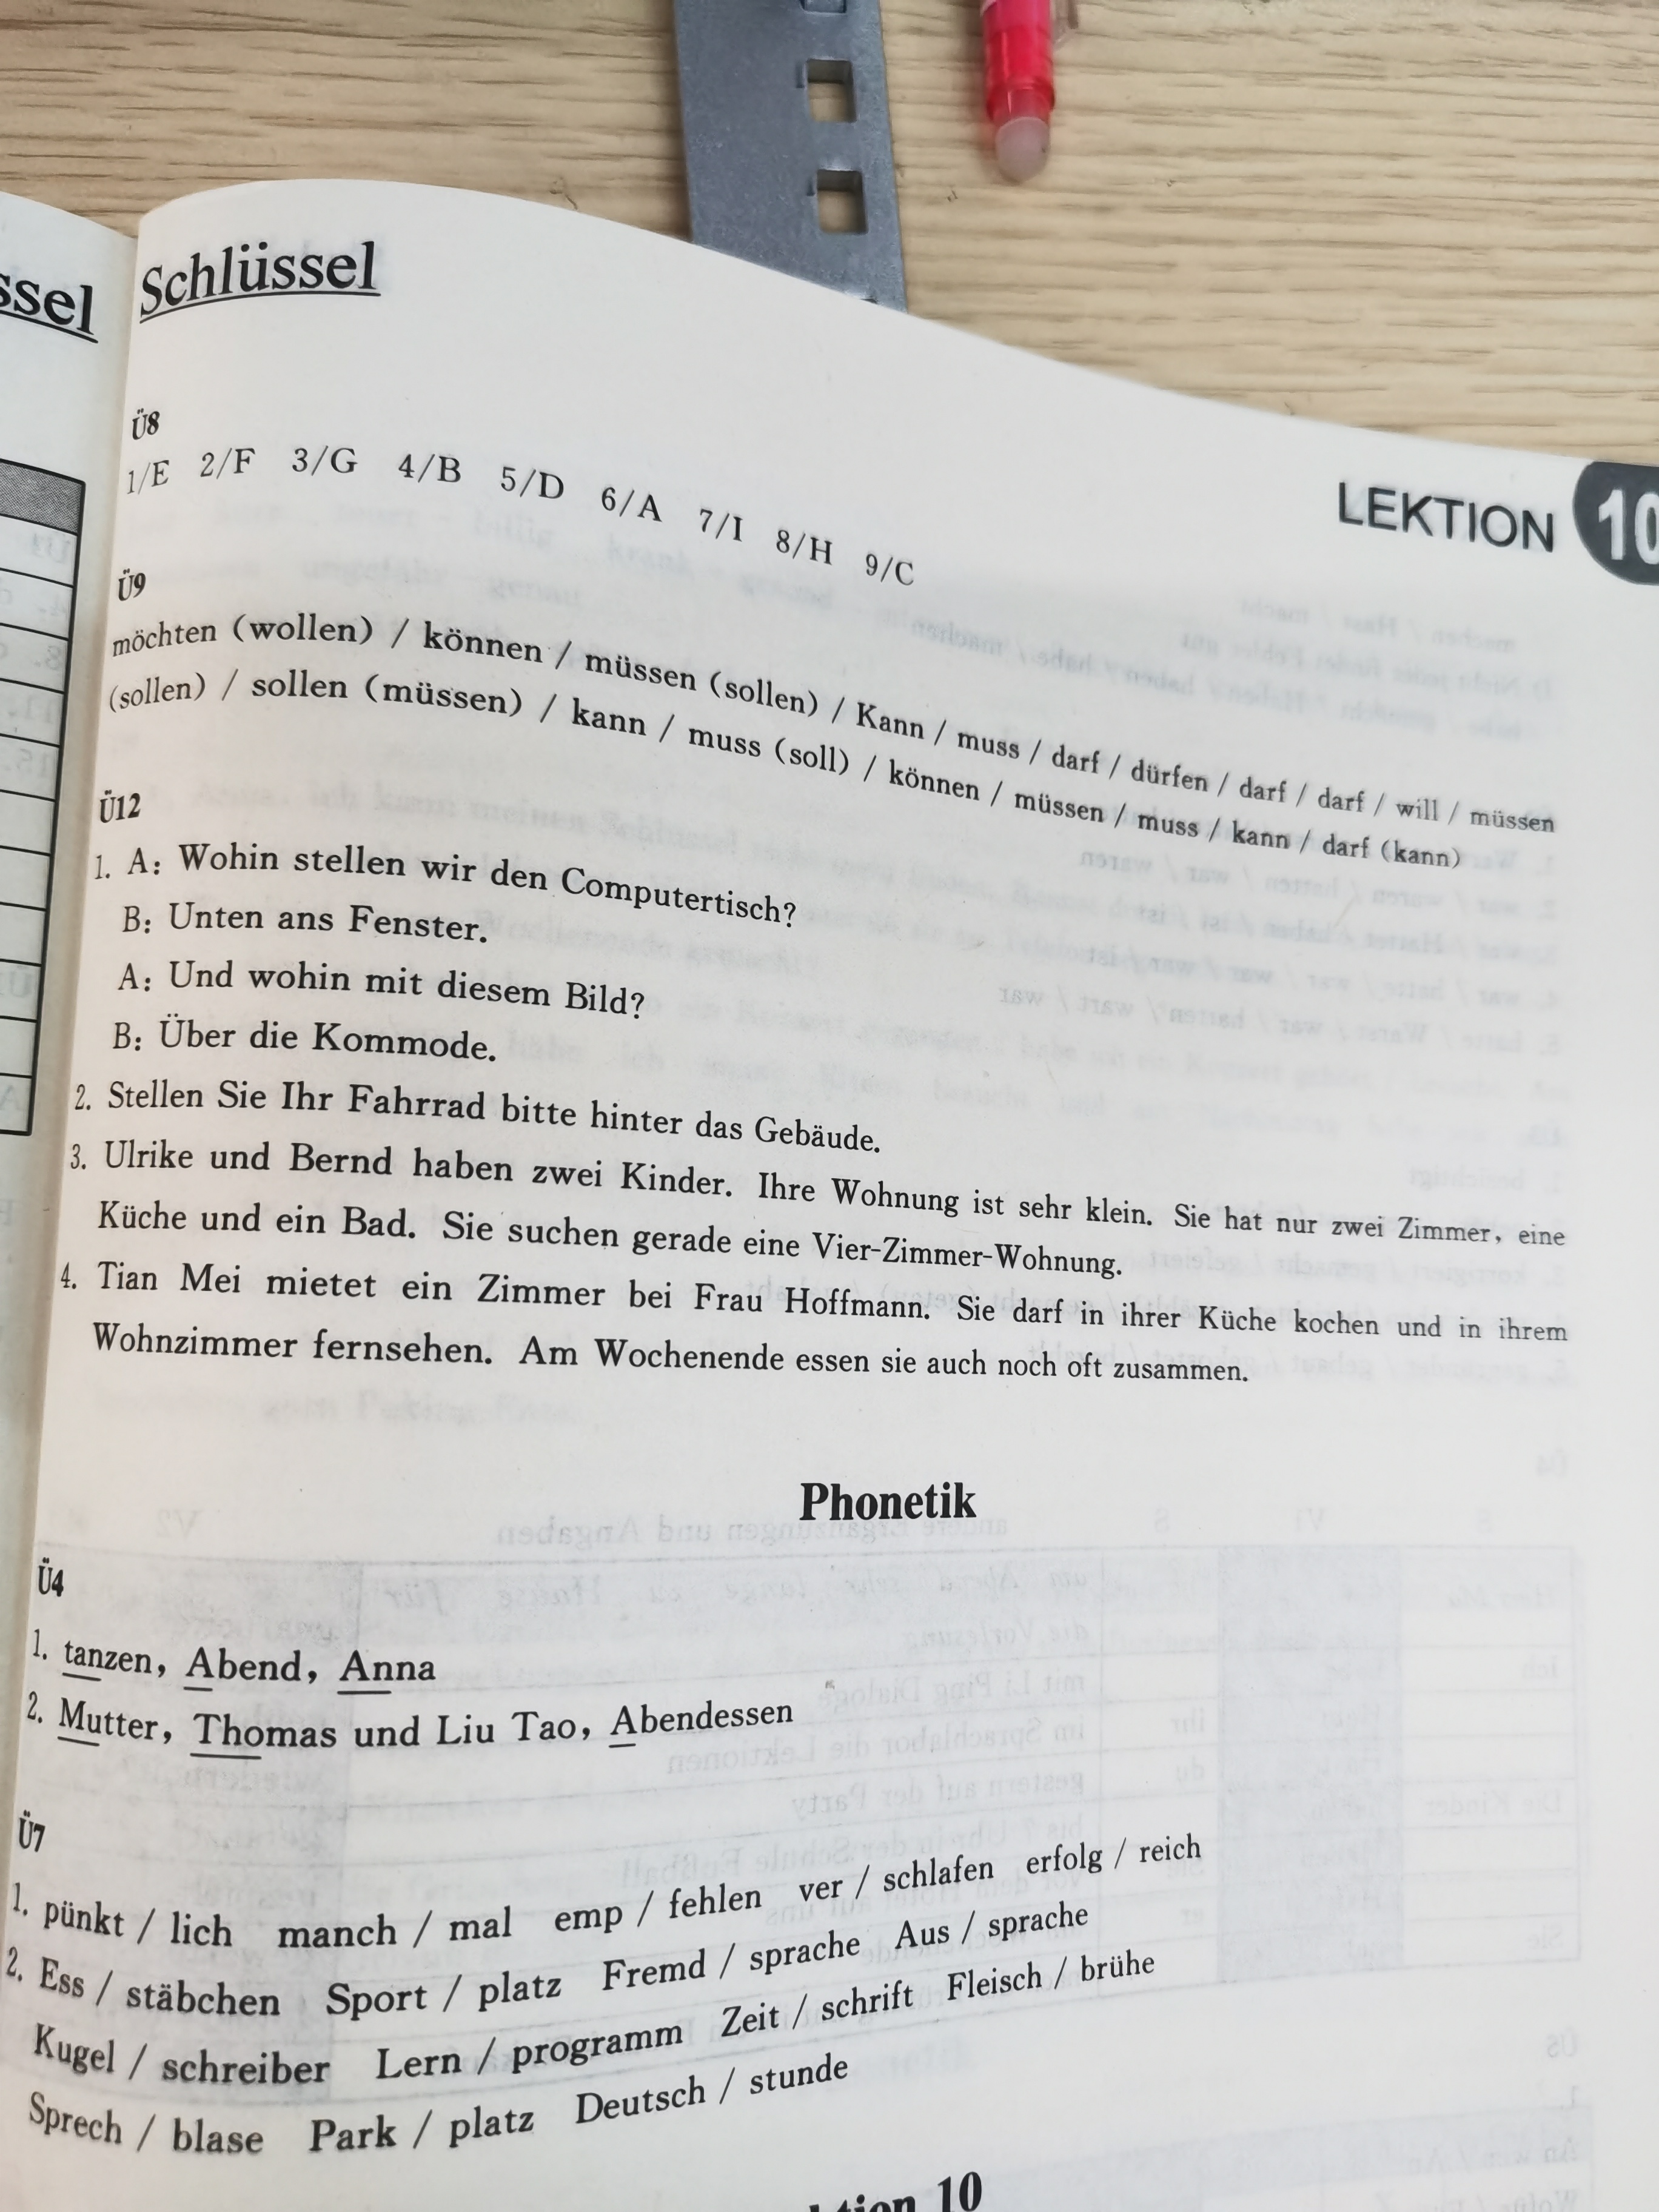 ssel
Schlüssel
LEKTION 10
Ü8
1/E 2/F 3/G 4/B 5/D 6/A 7/I 8/H 9/C
Ü9
möchten (wollen) / können / müssen (sollen) / Kann / muss / darf / dürfen / darf / darf / will / müssen
(sollen) / sollen (müssen) / kann / muss (soll) / können / müssen / muss / kann / darf (kann)
Ü12
1. A: Wohin stellen wir den Computertisch?
B: Unten ans Fenster.
A: Und wohin mit diesem Bild?
B: Über die Kommode.
2. Stellen Sie Ihr Fahrrad bitte hinter das Gebäude.
3. Ulrike und Bernd haben zwei Kinder. Ihre Wohnung ist sehr klein. Sie hat nur zwei Zimmer, eine
Küche und ein Bad. Sie suchen gerade eine Vier-Zimmer-Wohnung.
4. Tian Mei mietet ein Zimmer bei Frau Hoffmann. Sie darf in ihrer Küche kochen und in ihrem
Wohnzimmer fernsehen. Am Wochenende essen sie auch noch oft zusammen.
Phonetik
Ü4
1. tanzen, Abend, Anna
2. Mutter, Thomas und Liu Tao, Abendessen
Ü7
1. pünkt / lich manch / mal emp / fehlen ver / schlafen erfolg / reich
2. Ess / stäbchen Sport / platz Fremd / sprache Aus / sprache
Kugel / schreiber Lern / programm Zeit / schrift Fleisch / brühe
Sprech / blase Park / platz Deutsch / stunde
10